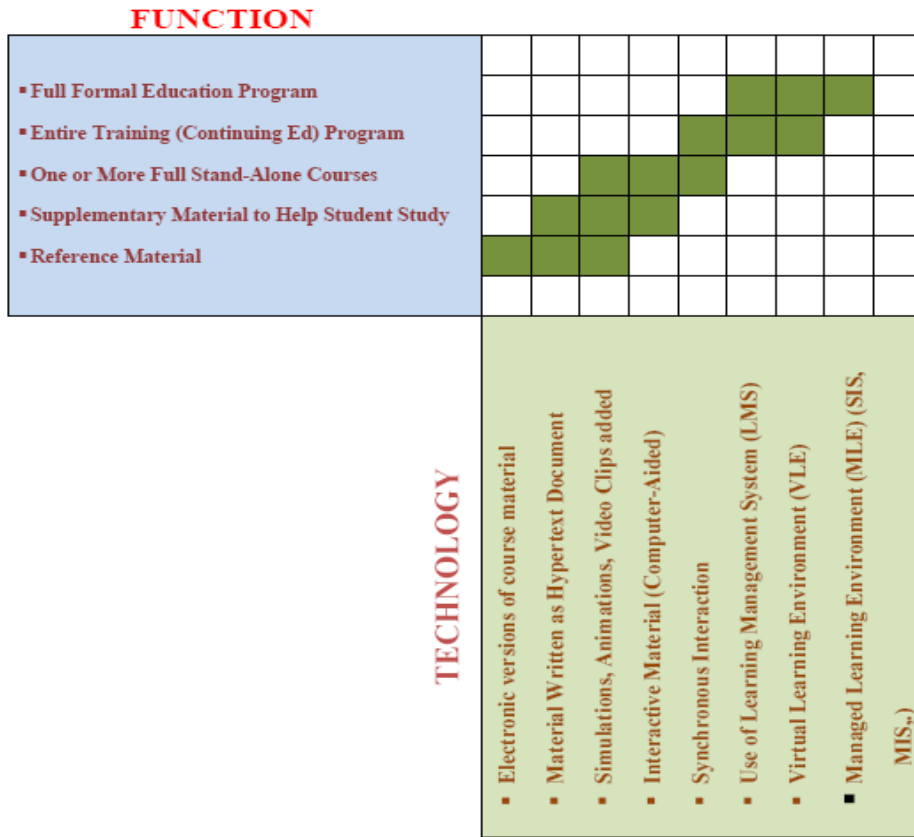 FUNCTION
▪ Full Formal Education Program
▪ Entire Training (Continuing Ed) Program
▪ One or More Full Stand-Alone Courses
▪ Supplementary Material to Help Student Study
▪ Reference Material
TECHNOLOGY
▪ Electronic versions of course material
▪ Material Written as Hypertext Document
▪ Simulations, Animations, Video Clips added
▪ Interactive Material (Computer-Aided)
▪ Synchronous Interaction
▪ Use of Learning Management System (LMS)
▪ Virtual Learning Environment (VLE)
▪ Managed Learning Environment (MLE) (SIS,
MIS,,)